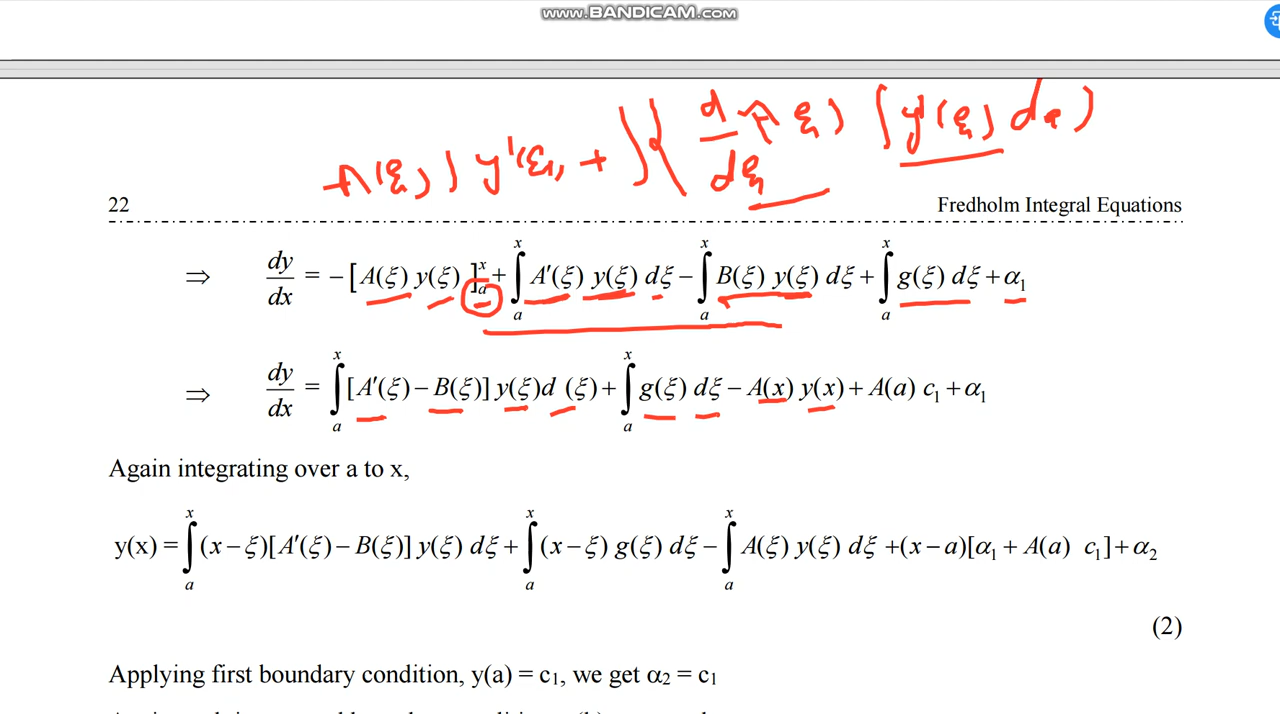 www.BANDICAM.com
A(ξ) ∫ y'(ξ) + ∫ { d/dξ A(ξ) ∫ y'(ξ) dξ }
22 Fredholm Integral Equations
⇒ dy/dx = −[A(ξ) y(ξ)]ₐˣ + ∫ₐˣ A′(ξ) y(ξ) dξ − ∫ₐˣ B(ξ) y(ξ) dξ + ∫ₐˣ g(ξ) dξ + α₁
⇒ dy/dx = ∫ₐˣ [A′(ξ) − B(ξ)] y(ξ)d (ξ) + ∫ₐˣ g(ξ) dξ − A(x) y(x) + A(a) c₁ + α₁
Again integrating over a to x,
y(x) = ∫ₐˣ (x − ξ)[A′(ξ) − B(ξ)] y(ξ) dξ + ∫ₐˣ (x − ξ) g(ξ) dξ − ∫ₐˣ A(ξ) y(ξ) dξ +(x − a)[α₁ + A(a) c₁] + α₂
(2)
Applying first boundary condition, y(a) = c₁, we get α₂ = c₁